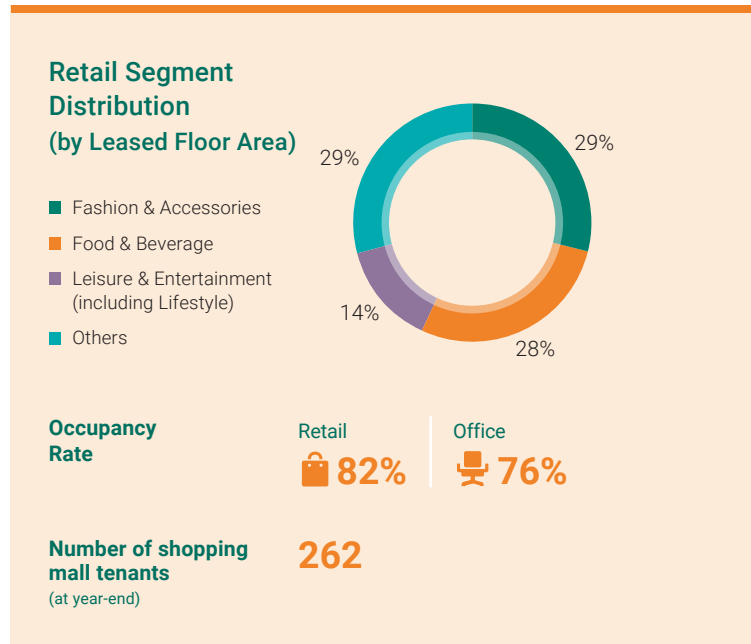 Retail Segment
Distribution
(by Leased Floor Area)
29%
29%
14%
28%
Fashion & Accessories
Food & Beverage
Leisure & Entertainment
(including Lifestyle)
Others
Occupancy
Rate
Retail
82%
Office
76%
Number of shopping
mall tenants
(at year-end)
262